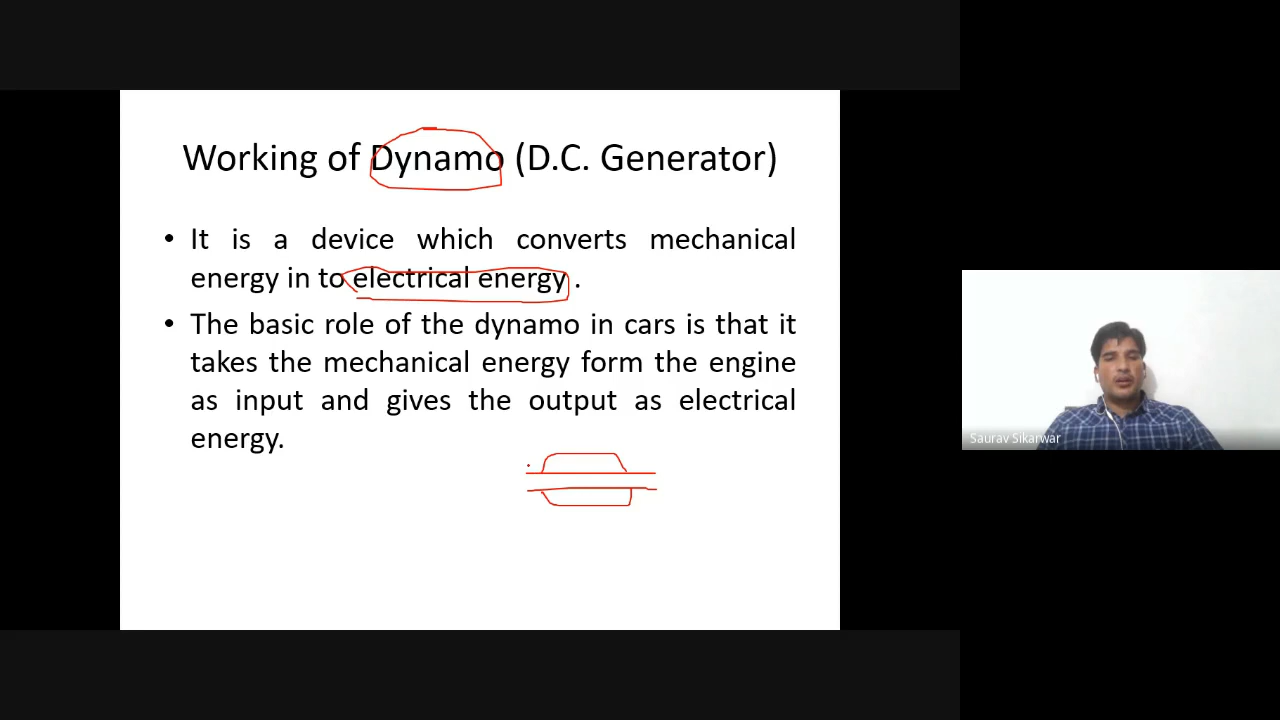 Working of Dynamo (D.C. Generator)
• It is a device which converts mechanical
energy in to electrical energy .
• The basic role of the dynamo in cars is that it
takes the mechanical energy form the engine
as input and gives the output as electrical
energy.
Saurav Sikarwar